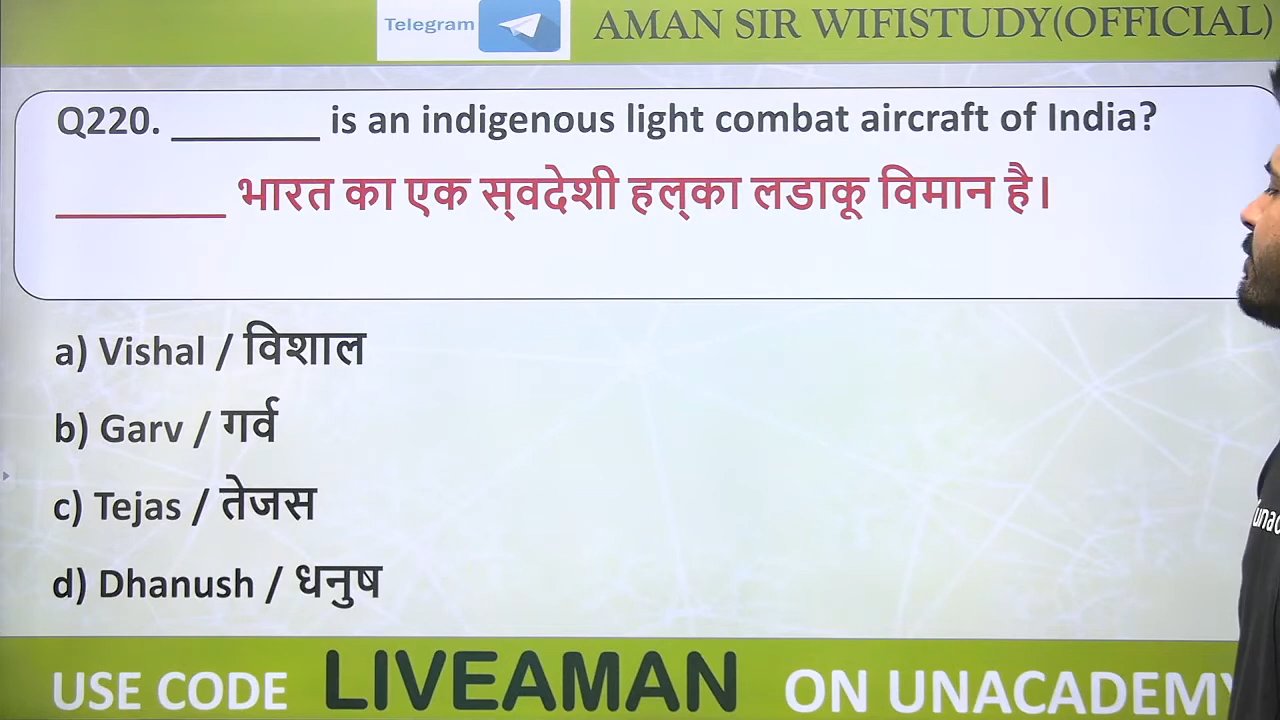 Telegram
AMAN SIR WIFISTUDY(OFFICIAL)
Q220. _______ is an indigenous light combat aircraft of India?
________ भारत का एक स्‌वदेशी हल्‌का लडाकू विमान है।
a) Vishal / विशाल
b) Garv / गर्व
c) Tejas / तेजस
d) Dhanush / धनुष
USE CODE LIVEAMAN ON UNACADEMY